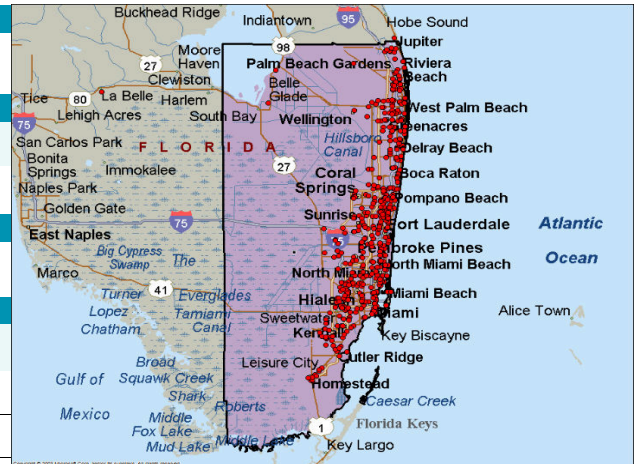 Buckhead Ridge
Indiantown
95
Hobe Sound
98
Jupiter
Moore
Haven
27
Palm Beach Gardens
Riviera
Beach
Clewiston
Belle
Glade
Tice
80
La Belle
Harlem
West Palm Beach
75
Lehigh Acres
South Bay
Wellington
eenacres
San Carlos Park
FLORIDA
Hillsboro
Canal
Delray Beach
Bonita
Springs
Immokalee
27
Coral
Springs
Boca Raton
Naples Park
Pompano Beach
Golden Gate
75
Sunrise
ort Lauderdale
Atlantic
Ocean
East Naples
Big Cypress
Swamp
The
mbroke Pines
Marco
North Miami
orth Miami Beach
41
Turner
Everglades
Hialeah
Miami Beach
Lopez
Tamiami
Canal
Sweetwater
iami
Alice Town
Chatham
Kendall
Key Biscayne
Broad
Leisure City
utler Ridge
Gulf of
Mexico
Squawk Creek
Homestead
Shark
Roberts
Caesar Creek
Middle
Fox Lake
1
Florida Keys
Mud Lake
Middle Lake
Key Largo